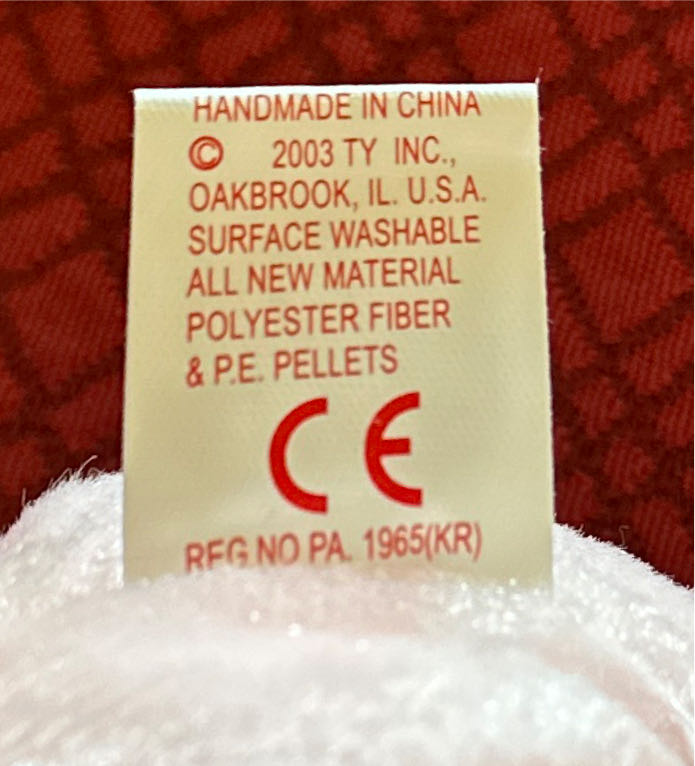 HANDMADE IN CHINA
© 2003 TY INC.,
OAKBROOK, IL. U.S.A.
SURFACE WASHABLE
ALL NEW MATERIAL
POLYESTER FIBER
& P.E. PELLETS
CE
REG.NO PA. 1965(KR)